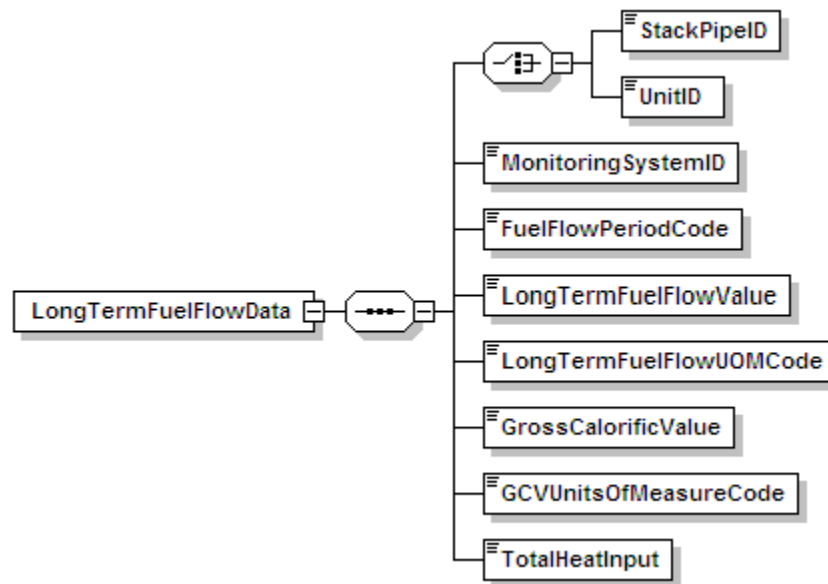 StackPipeID
UnitID
MonitoringSystemID
FuelFlowPeriodCode
LongTermFuelFlowData
LongTermFuelFlowValue
LongTermFuelFlowUOMCode
GrossCalorificValue
GCVUnitsOfMeasureCode
TotalHeatInput